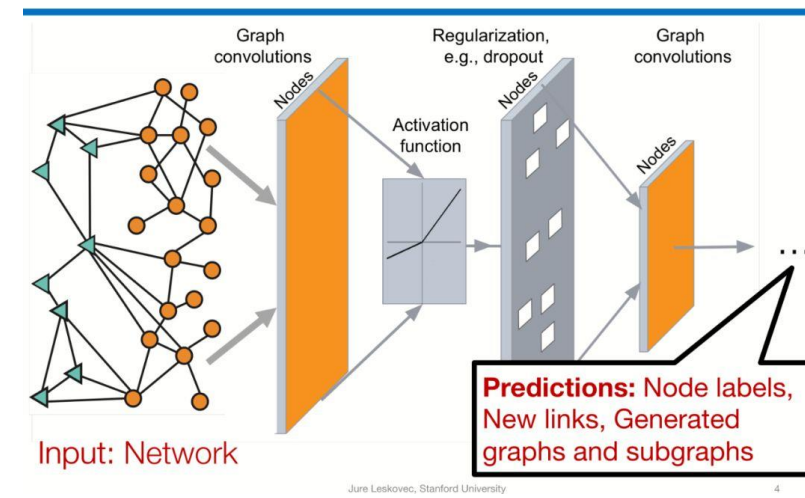 Graph
convolutions
Regularization,
e.g., dropout
Graph
convolutions
Nodes
Activation
function
Nodes
Nodes
...
Predictions: Node labels,
New links, Generated
graphs and subgraphs
Input: Network
Jure Leskovec, Stanford University
4